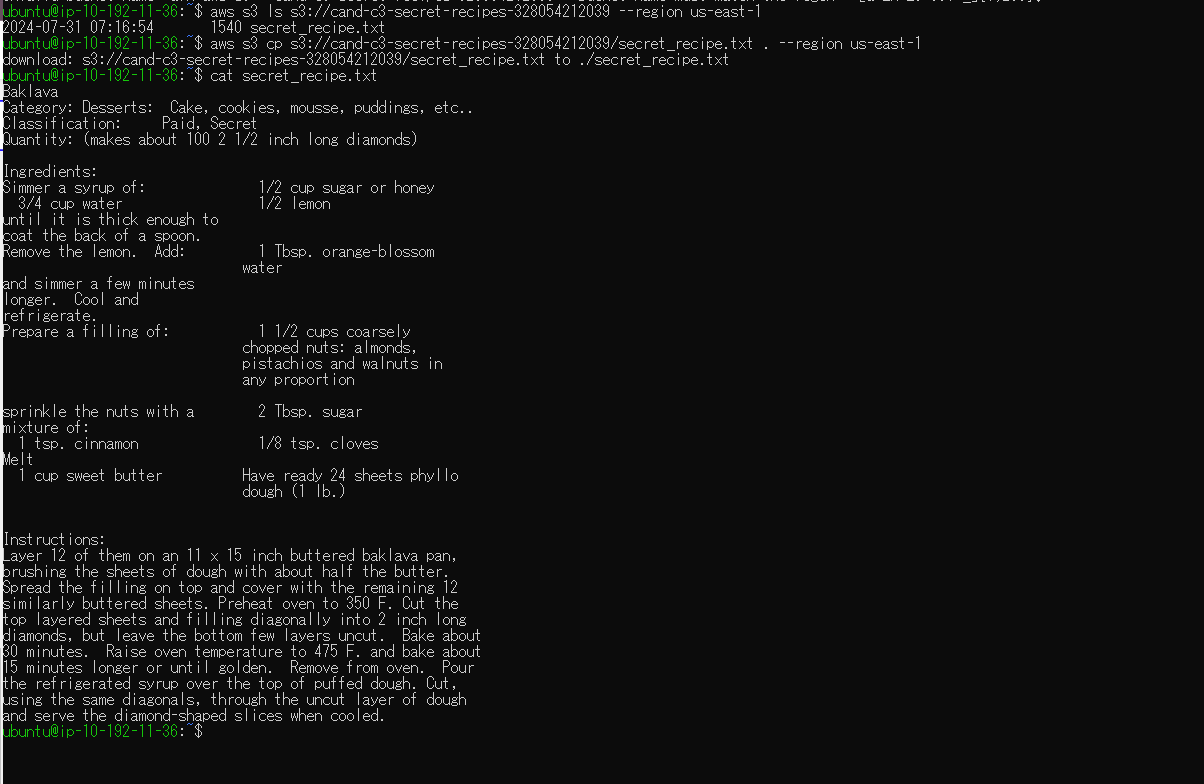 ubuntu@ip-10-192-11-36:~$ aws s3 ls s3://cand-c3-secret-recipes-328054212039 --region us-east-1
2024-07-31 07:16:54       1540 secret_recipe.txt
ubuntu@ip-10-192-11-36:~$ aws s3 cp s3://cand-c3-secret-recipes-328054212039/secret_recipe.txt . --region us-east-1
download: s3://cand-c3-secret-recipes-328054212039/secret_recipe.txt to ./secret_recipe.txt
ubuntu@ip-10-192-11-36:~$ cat secret_recipe.txt
Baklava
Category: Desserts:  Cake, cookies, mousse, puddings, etc..
Classification:     Paid, Secret
Quantity: (makes about 100 2 1/2 inch long diamonds)
Ingredients:
Simmer a syrup of:              1/2 cup sugar or honey
  3/4 cup water                 1/2 lemon
until it is thick enough to
coat the back of a spoon.
Remove the lemon.  Add:         1 Tbsp. orange-blossom
                              water
and simmer a few minutes
longer.  Cool and
refrigerate.
Prepare a filling of:           1 1/2 cups coarsely
                              chopped nuts: almonds,
                              pistachios and walnuts in
                              any proportion
sprinkle the nuts with a        2 Tbsp. sugar
mixture of:
  1 tsp. cinnamon               1/8 tsp. cloves
Melt
  1 cup sweet butter          Have ready 24 sheets phyllo
                              dough (1 lb.)
Instructions:
Layer 12 of them on an 11 x 15 inch buttered baklava pan,
brushing the sheets of dough with about half the butter.
Spread the filling on top and cover with the remaining 12
similarly buttered sheets. Preheat oven to 350 F. Cut the
top layered sheets and filling diagonally into 2 inch long
diamonds, but leave the bottom few layers uncut.  Bake about
30 minutes.  Raise oven temperature to 475 F. and bake about
15 minutes longer or until golden.  Remove from oven.  Pour
the refrigerated syrup over the top of puffed dough. Cut,
using the same diagonals, through the uncut layer of dough
and serve the diamond-shaped slices when cooled.
ubuntu@ip-10-192-11-36:~$